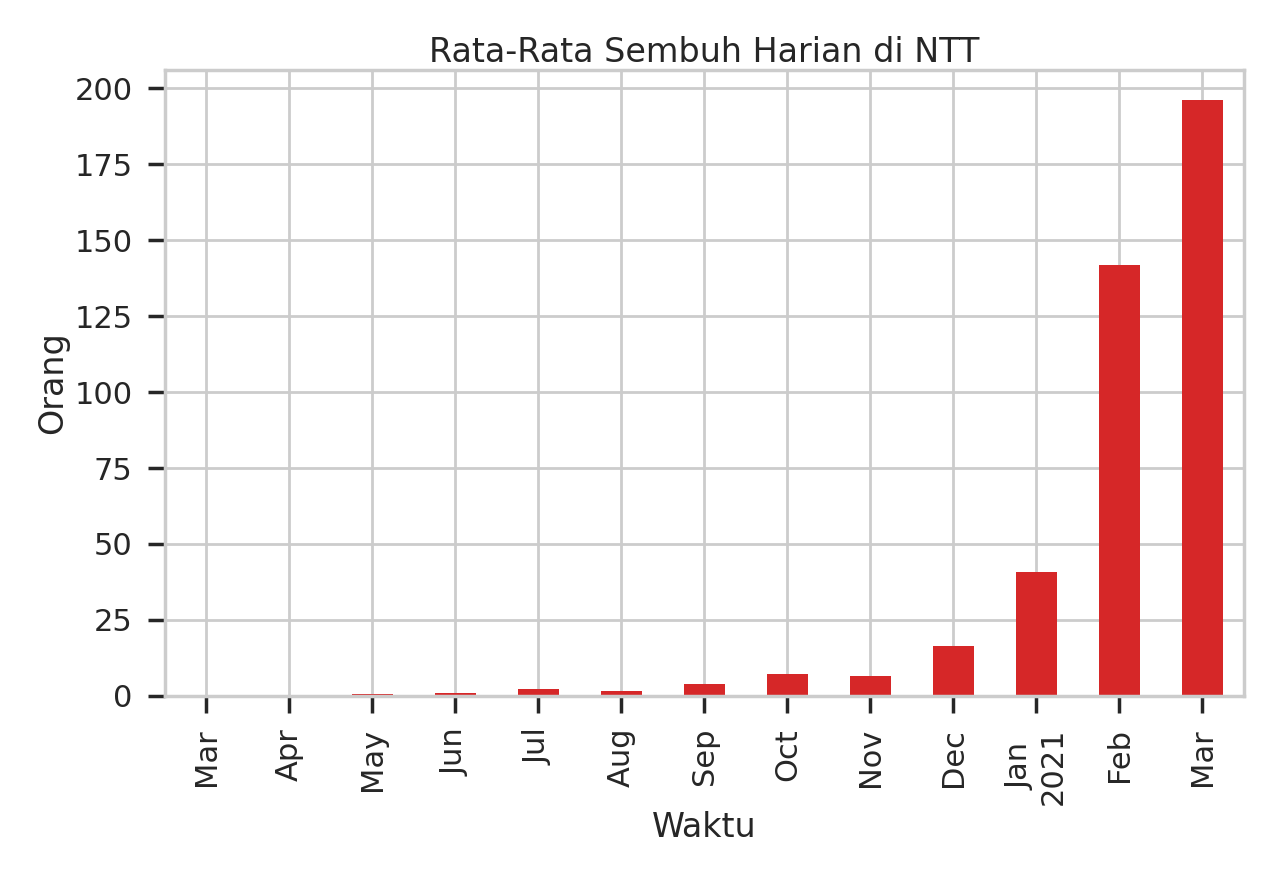 Rata-Rata Sembuh Harian di NTT
200
175
150
125
100
75
50
25
0
Orang
Mar
Apr
May
Jun
Jul
Aug
Sep
Oct
Nov
Dec
Jan
2021
Feb
Mar
Waktu